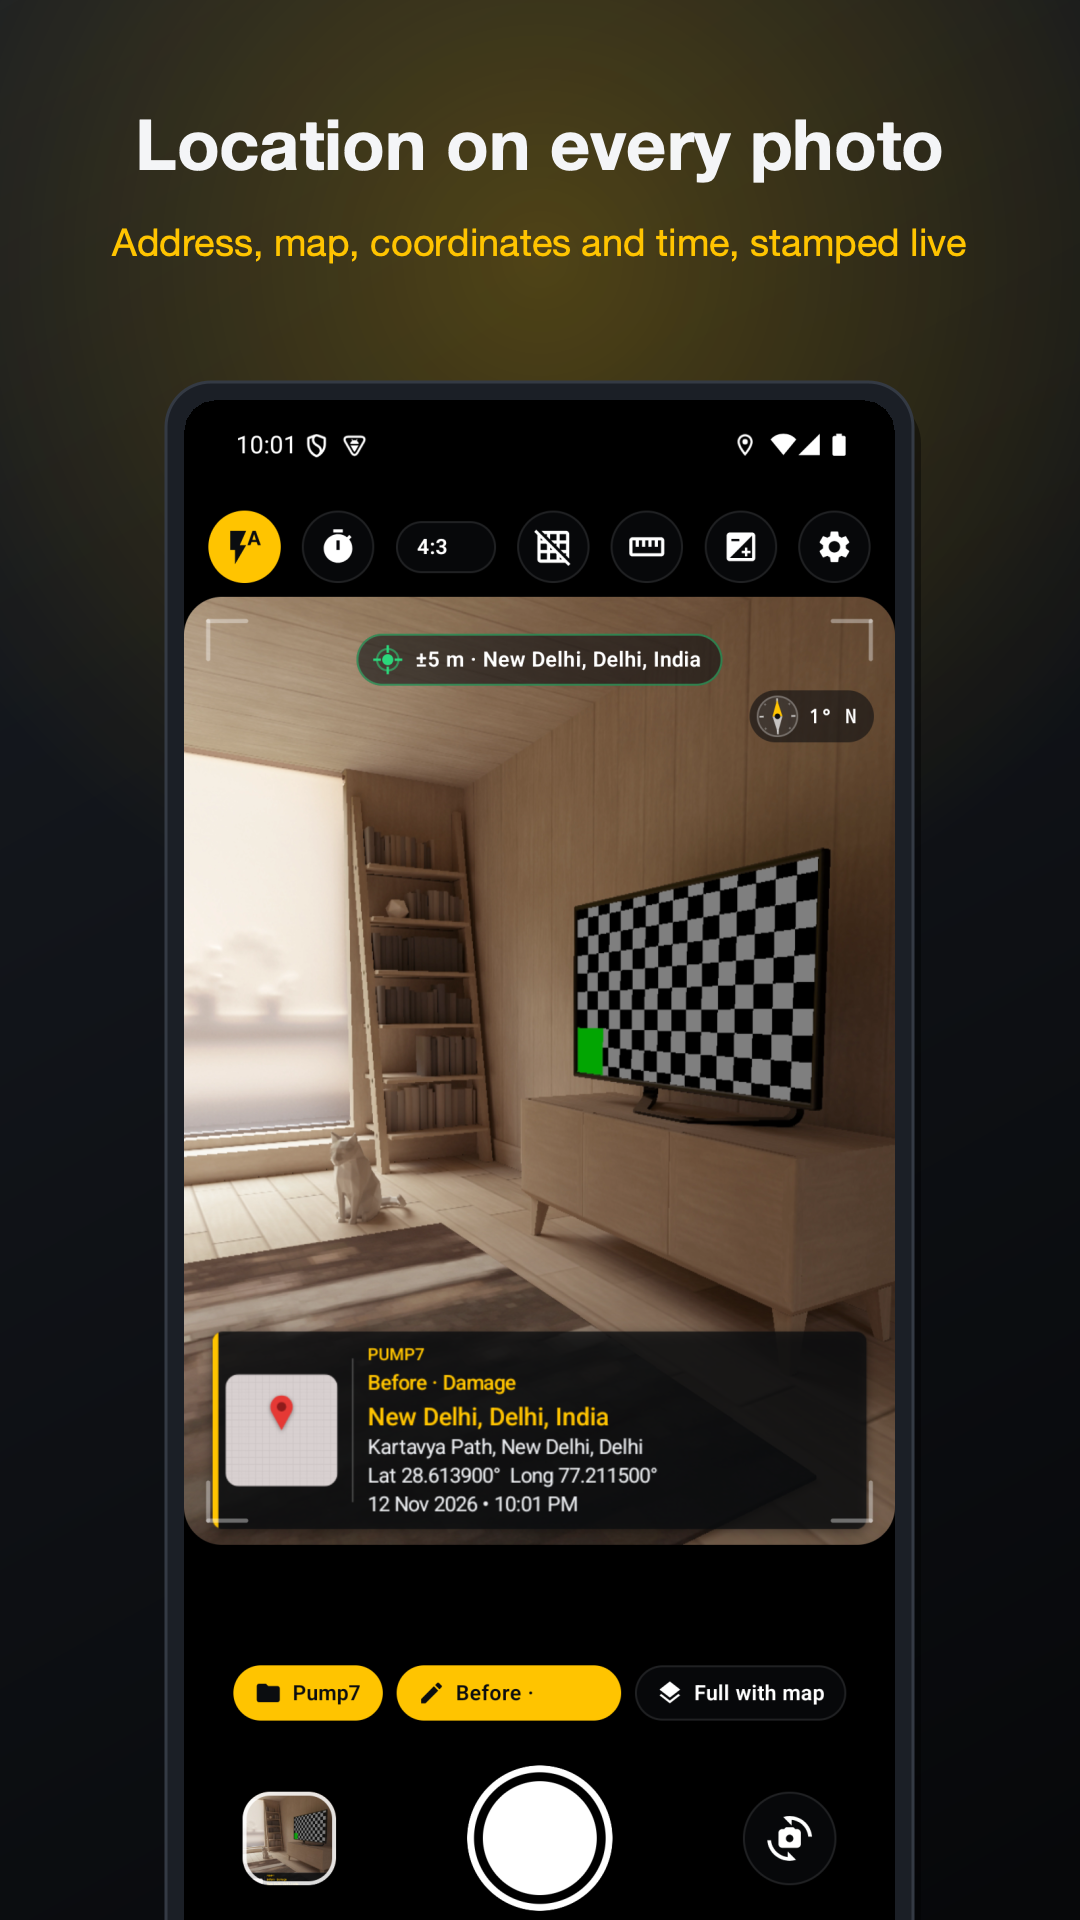 Location on every photo
Address, map, coordinates and time, stamped live
10:01
A
4:3
±5 m · New Delhi, Delhi, India
1° N
PUMP7
Before · Damage
New Delhi, Delhi, India
Kartavya Path, New Delhi, Delhi
Lat 28.613900° Long 77.211500°
12 Nov 2026 • 10:01 PM
Pump7
Before ·
Full with map